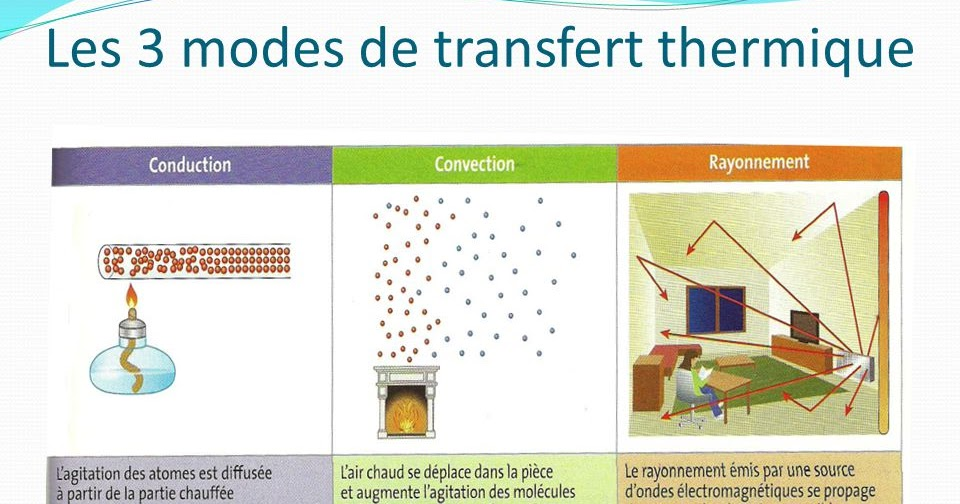 Les 3 modes de transfert thermique
Conduction
Convection
Rayonnement
L'agitation des atomes est diffusée
à partir de la partie chauffée
L'air chaud se déplace dans la pièce
et augmente l'agitation des molécules
Le rayonnement émis par une source
d'ondes électromagnétiques se propage